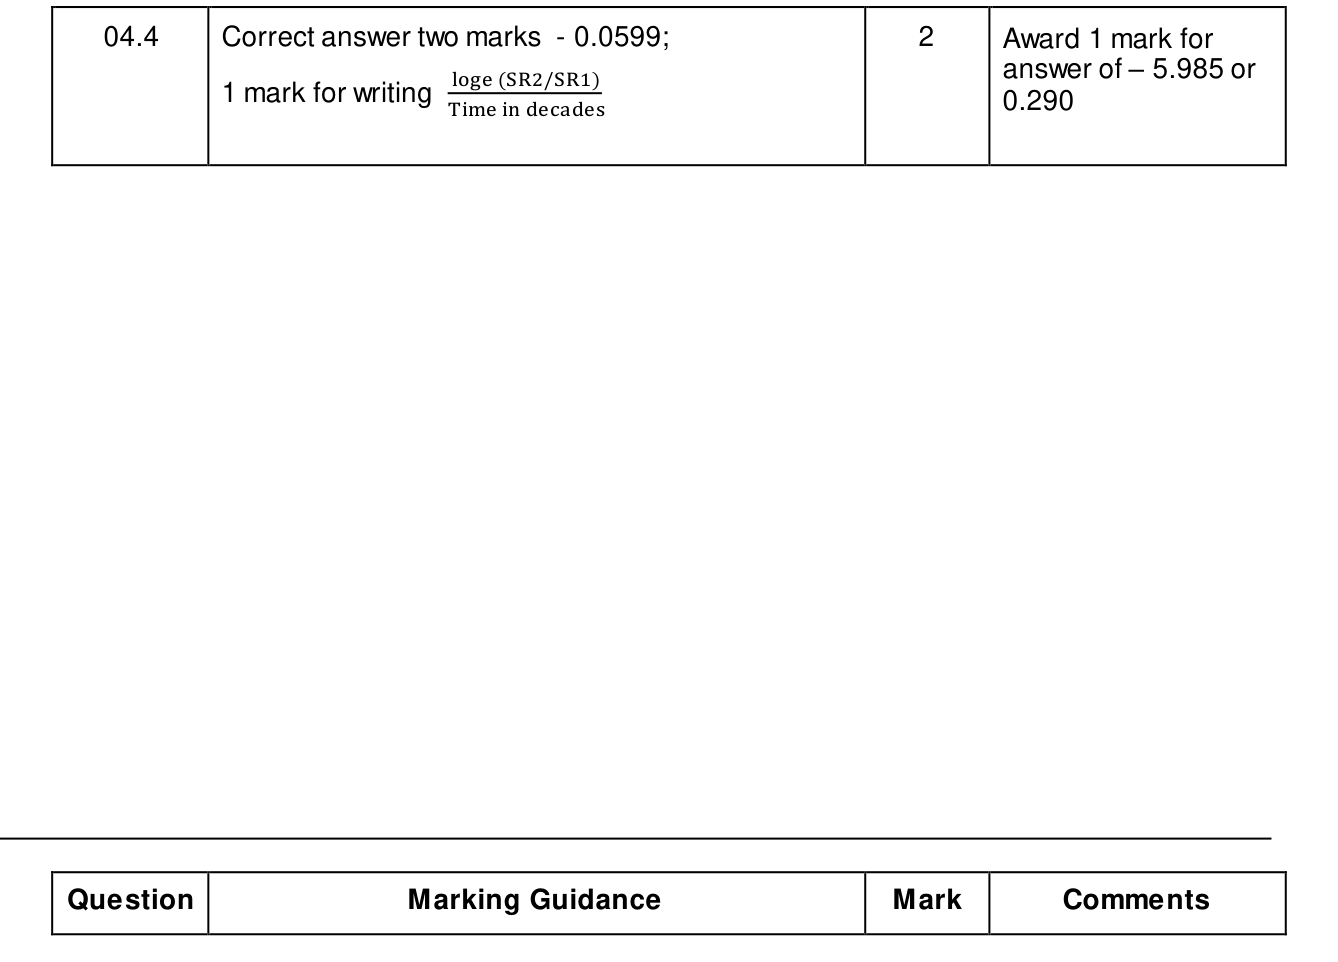 04.4
Correct answer two marks - 0.0599;
1 mark for writing loge (SR2/SR1)
Time in decades
2
Award 1 mark for
answer of – 5.985 or
0.290
Question Marking Guidance Mark Comments